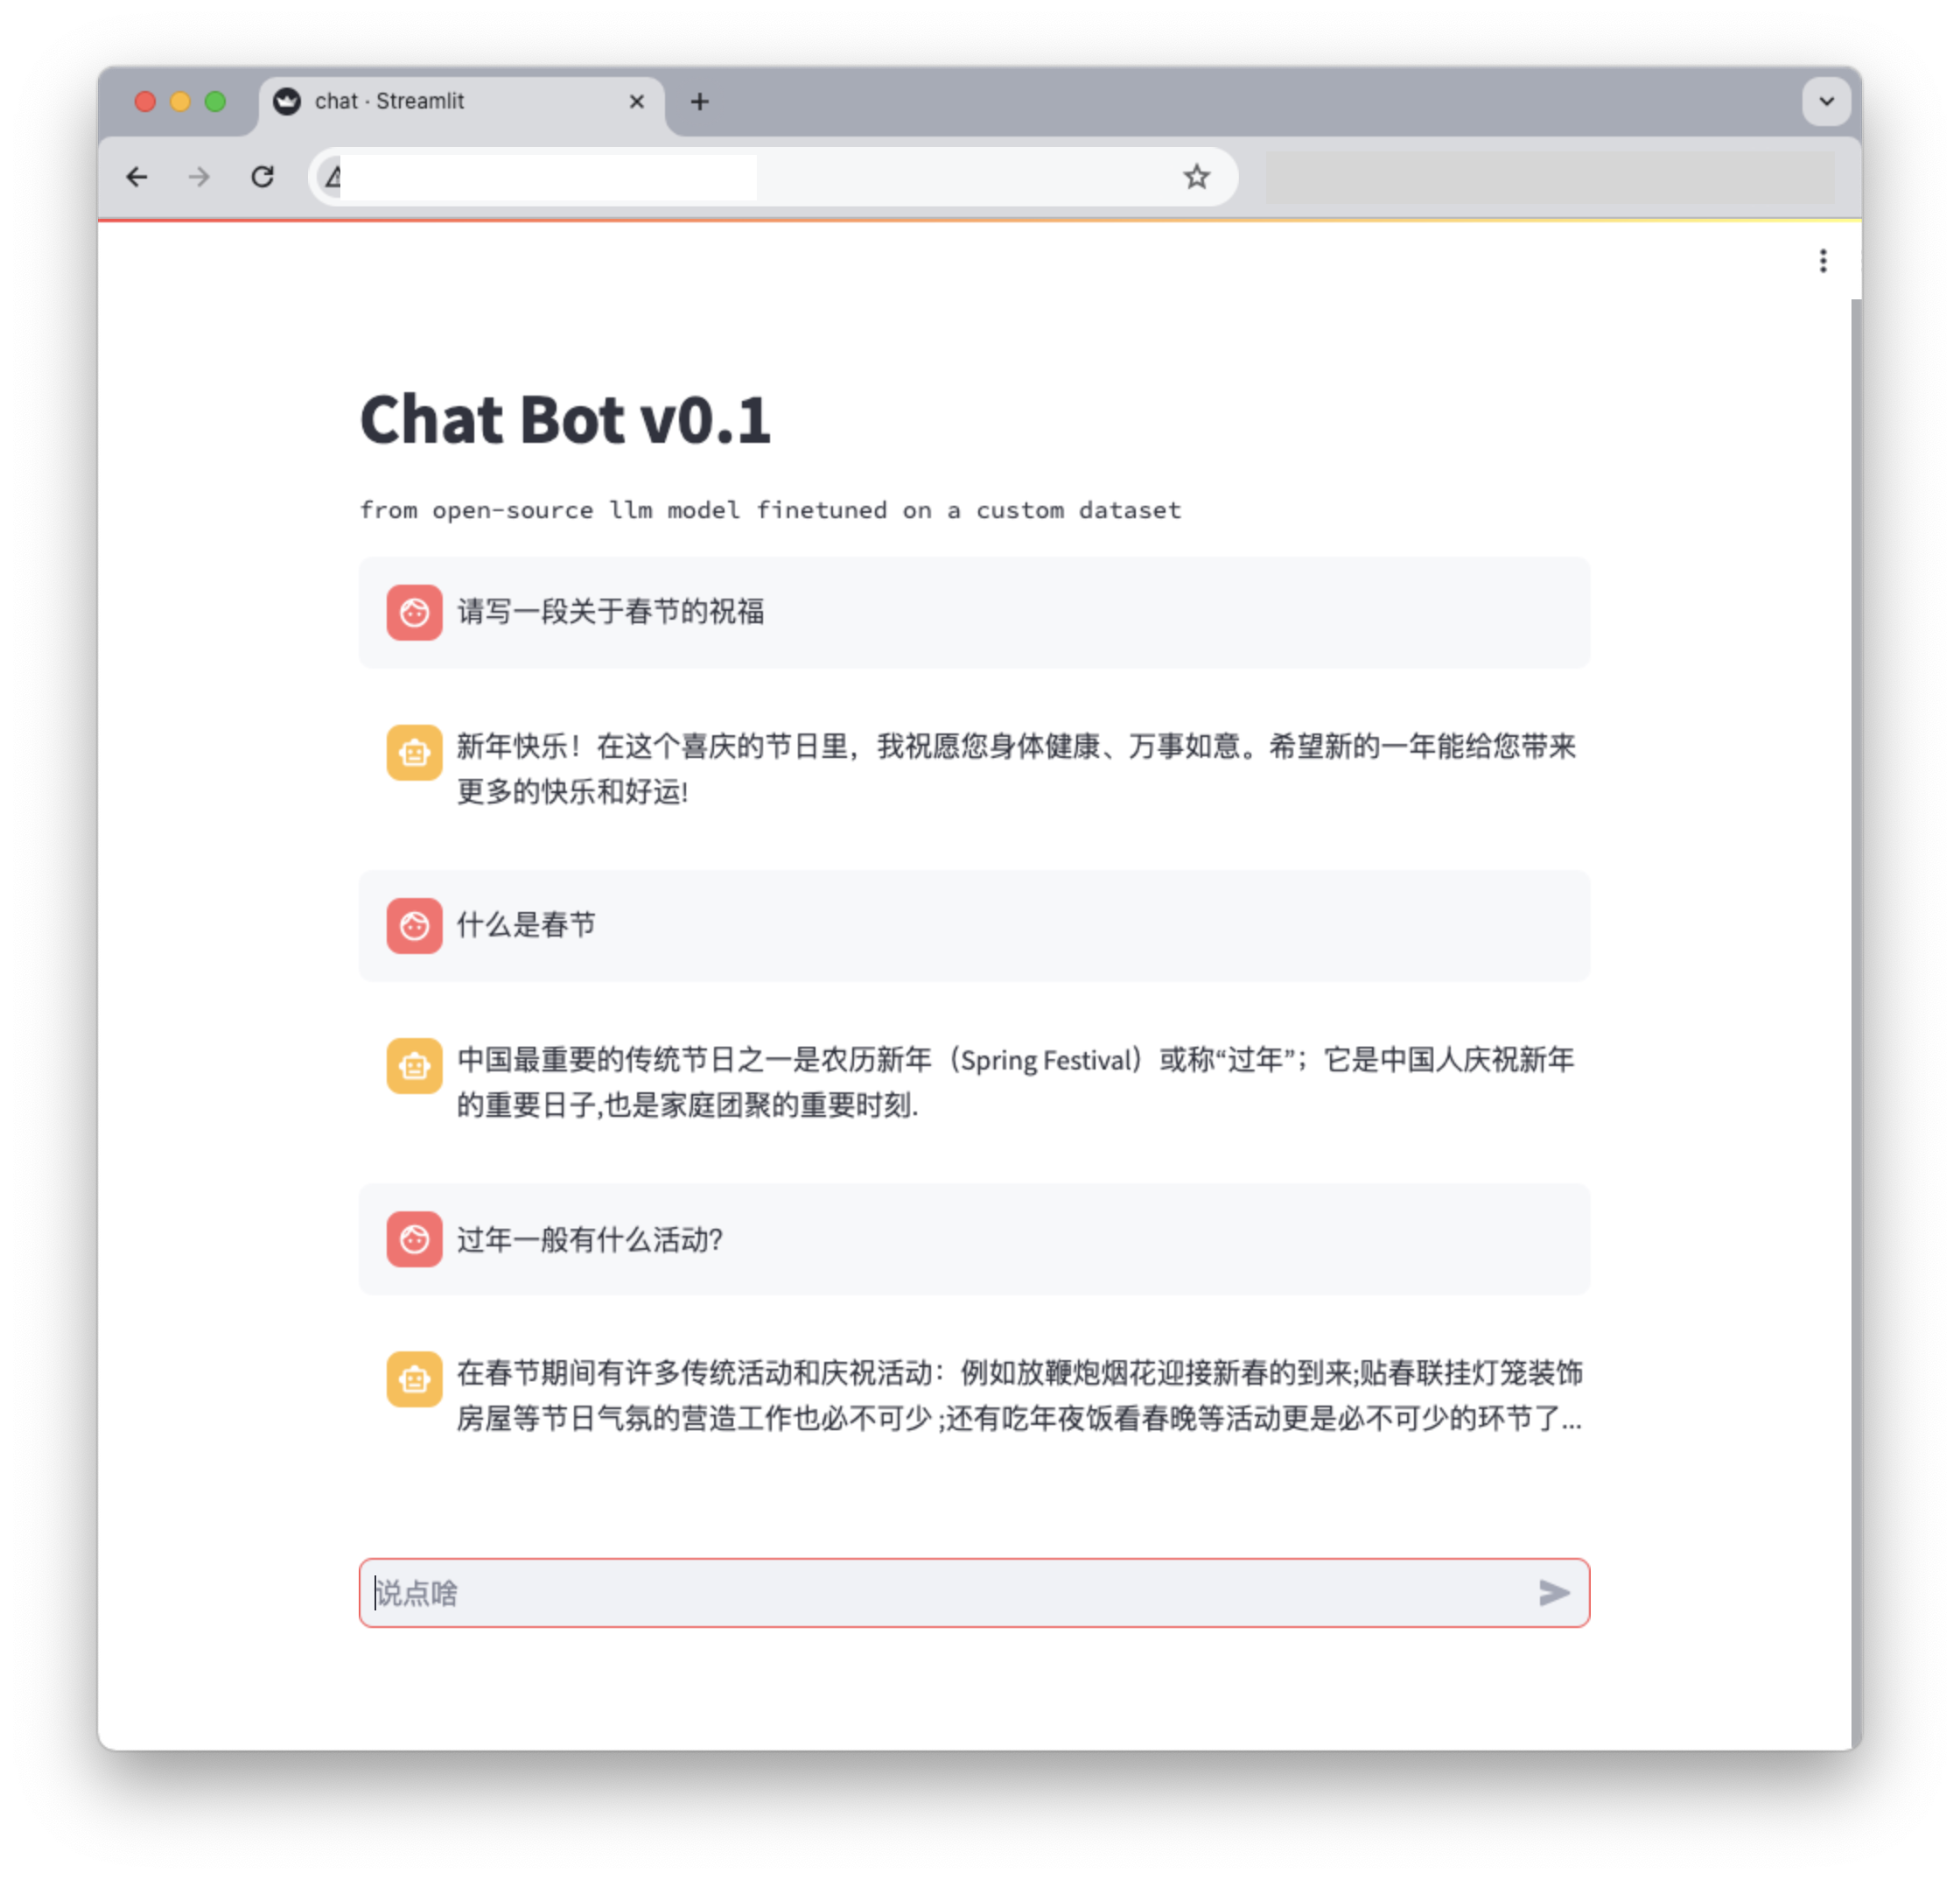 chat · Streamlit
Chat Bot v0.1
from open-source llm model finetuned on a custom dataset
请写一段关于春节的祝福
新年快乐！在这个喜庆的节日里，我祝愿您身体健康、万事如意。希望新的一年能给您带来
更多的快乐和好运!
什么是春节
中国最重要的传统节日之一是农历新年（Spring Festival）或称“过年”；它是中国人庆祝新年
的重要日子,也是家庭团聚的重要时刻.
过年一般有什么活动?
在春节期间有许多传统活动和庆祝活动：例如放鞭炮烟花迎接新春的到来;贴春联挂灯笼装饰
房屋等节日气氛的营造工作也必不可少 ;还有吃年夜饭看春晚等活动更是必不可少的环节了...
说点啥